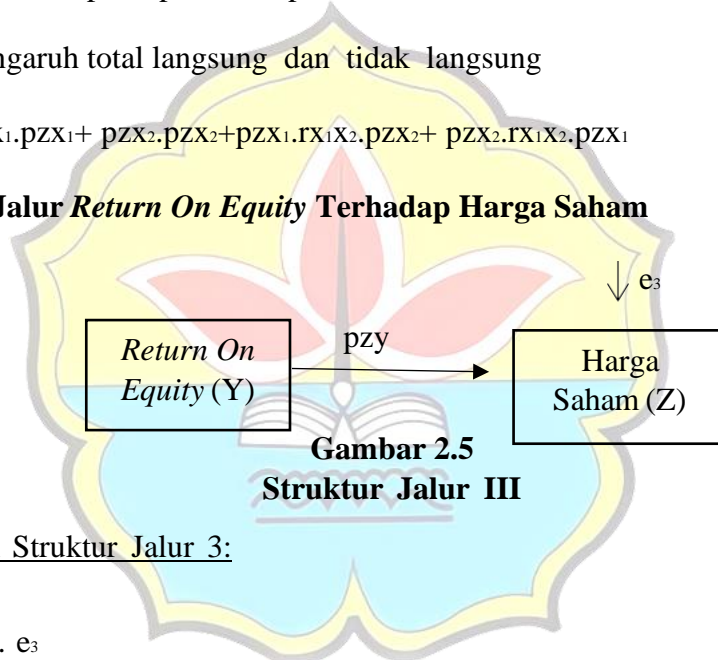 ngaruh total langsung dan tidak langsung
x₁.pzx₁+ pzx₂.pzx₂+pzx₁.rx₁x₂.pzx₂+ pzx₂.rx₁x₂.pzx₁
Jalur Return On Equity Terhadap Harga Saham
e₃
Return On
Equity (Y)
pzy
Harga
Saham (Z)
Gambar 2.5
Struktur Jalur III
Struktur Jalur 3:
. e₃